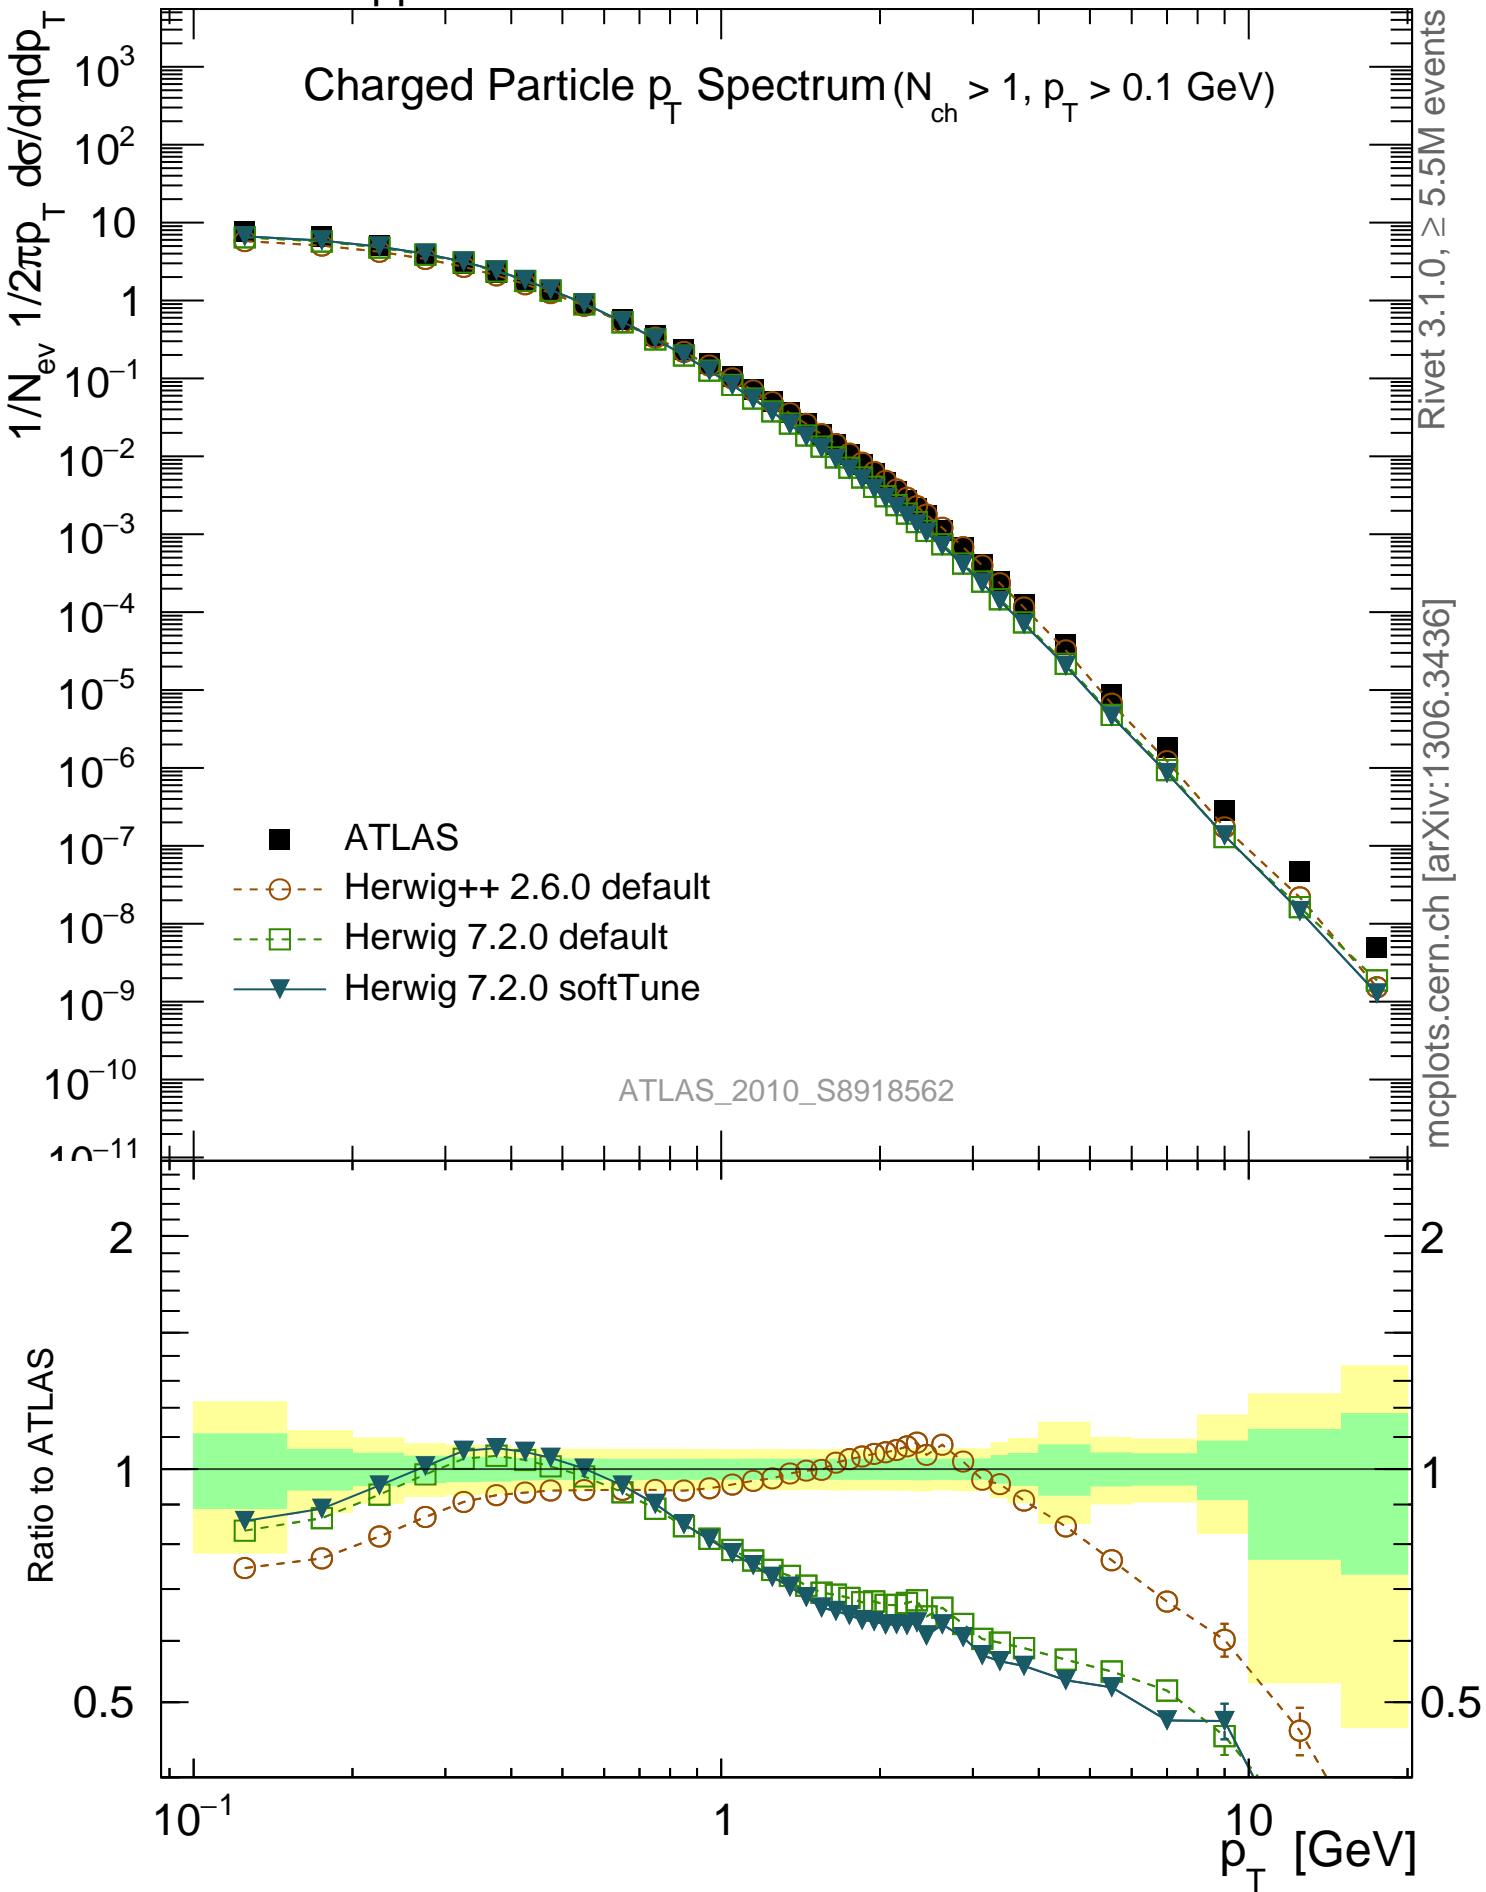 Charged Particle p_T Spectrum (N_ch > 1, p_T > 0.1 GeV)
1/N_ev 1/2πp_T dσ/dηdp_T
10^3
10^2
10
1
10^−1
10^−2
10^−3
10^−4
10^−5
10^−6
10^−7
10^−8
10^−9
10^−10
10^−11
ATLAS
Herwig++ 2.6.0 default
Herwig 7.2.0 default
Herwig 7.2.0 softTune
ATLAS_2010_S8918562
Rivet 3.1.0, ≥ 5.5M events
mcplots.cern.ch [arXiv:1306.3436]
Ratio to ATLAS
2
1
0.5
2
1
0.5
10^−1
1
10
p_T [GeV]